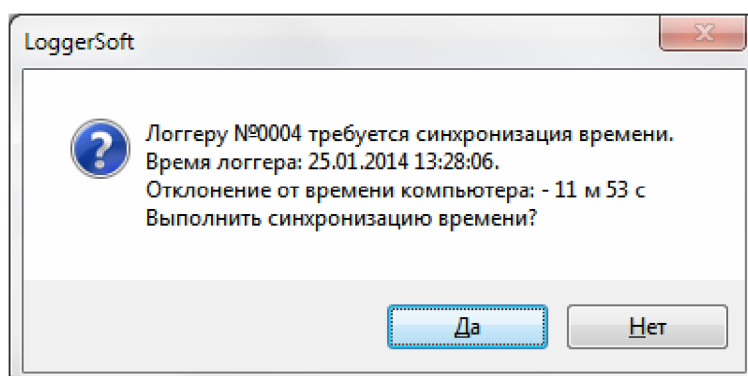 LoggerSoft
Логгеру №0004 требуется синхронизация времени.
Время логгера: 25.01.2014 13:28:06.
Отклонение от времени компьютера: - 11 м 53 с
Выполнить синхронизацию времени?
Да
Нет